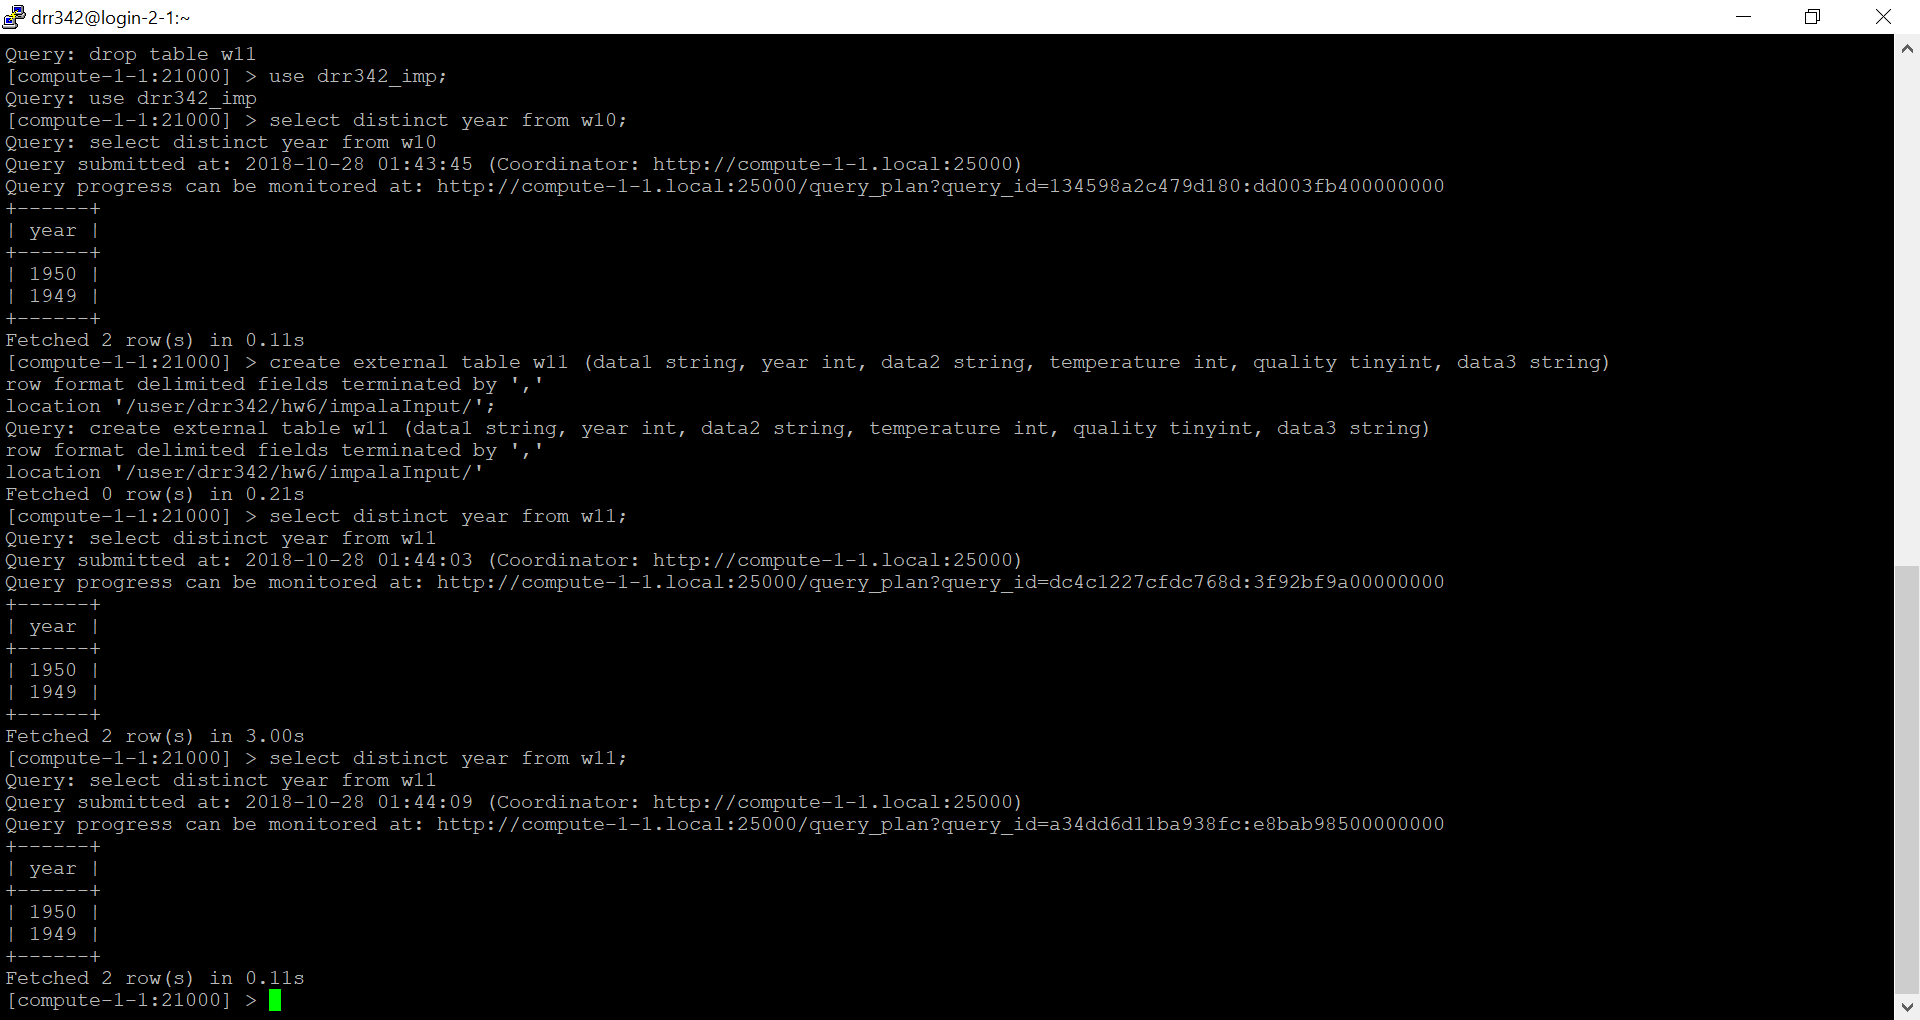 drr342@login-2-1:~
Query: drop table w11
[compute-1-1:21000] > use drr342_imp;
Query: use drr342_imp
[compute-1-1:21000] > select distinct year from w10;
Query: select distinct year from w10
Query submitted at: 2018-10-28 01:43:45 (Coordinator: http://compute-1-1.local:25000)
Query progress can be monitored at: http://compute-1-1.local:25000/query_plan?query_id=134598a2c479d180:dd003fb400000000
+------+
| year |
+------+
| 1950 |
| 1949 |
+------+
Fetched 2 row(s) in 0.11s
[compute-1-1:21000] > create external table w11 (data1 string, year int, data2 string, temperature int, quality tinyint, data3 string)
row format delimited fields terminated by ','
location '/user/drr342/hw6/impalaInput/';
Query: create external table w11 (data1 string, year int, data2 string, temperature int, quality tinyint, data3 string)
row format delimited fields terminated by ','
location '/user/drr342/hw6/impalaInput/'
Fetched 0 row(s) in 0.21s
[compute-1-1:21000] > select distinct year from w11;
Query: select distinct year from w11
Query submitted at: 2018-10-28 01:44:03 (Coordinator: http://compute-1-1.local:25000)
Query progress can be monitored at: http://compute-1-1.local:25000/query_plan?query_id=dc4c1227cfdc768d:3f92bf9a00000000
+------+
| year |
+------+
| 1950 |
| 1949 |
+------+
Fetched 2 row(s) in 3.00s
[compute-1-1:21000] > select distinct year from w11;
Query: select distinct year from w11
Query submitted at: 2018-10-28 01:44:09 (Coordinator: http://compute-1-1.local:25000)
Query progress can be monitored at: http://compute-1-1.local:25000/query_plan?query_id=a34dd6d11ba938fc:e8bab98500000000
+------+
| year |
+------+
| 1950 |
| 1949 |
+------+
Fetched 2 row(s) in 0.11s
[compute-1-1:21000] >